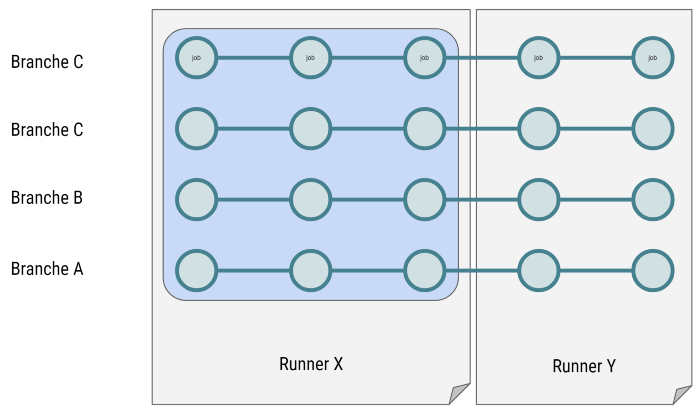 Branche C
job job job job job
Branche C
Branche B
Branche A
Runner X
Runner Y